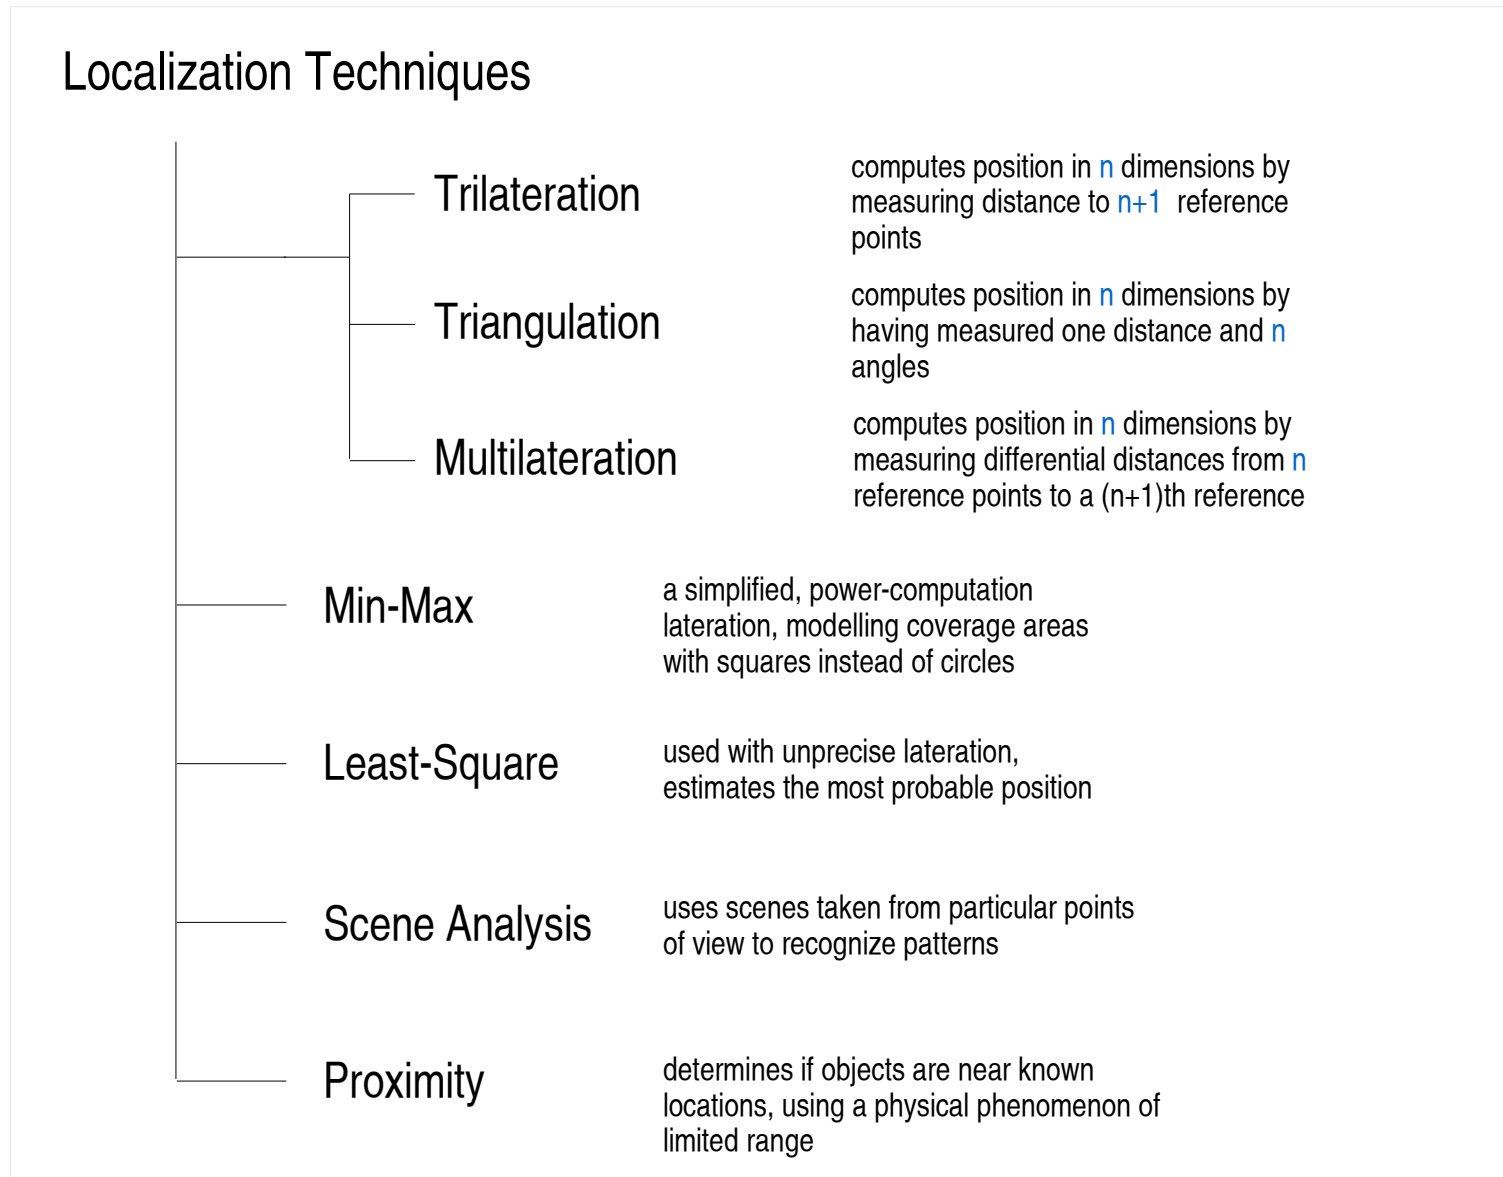 Localization Techniques
Trilateration
computes position in n dimensions by
measuring distance to n+1 reference
points
Triangulation
computes position in n dimensions by
having measured one distance and n
angles
Multilateration
computes position in n dimensions by
measuring differential distances from n
reference points to a (n+1)th reference
Min-Max
a simplified, power-computation
lateration, modelling coverage areas
with squares instead of circles
Least-Square
used with unprecise lateration,
estimates the most probable position
Scene Analysis
uses scenes taken from particular points
of view to recognize patterns
Proximity
determines if objects are near known
locations, using a physical phenomenon of
limited range